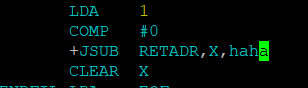 LDA 1
COMP #0
+JSUB RETADR,X,haha
CLEAR X